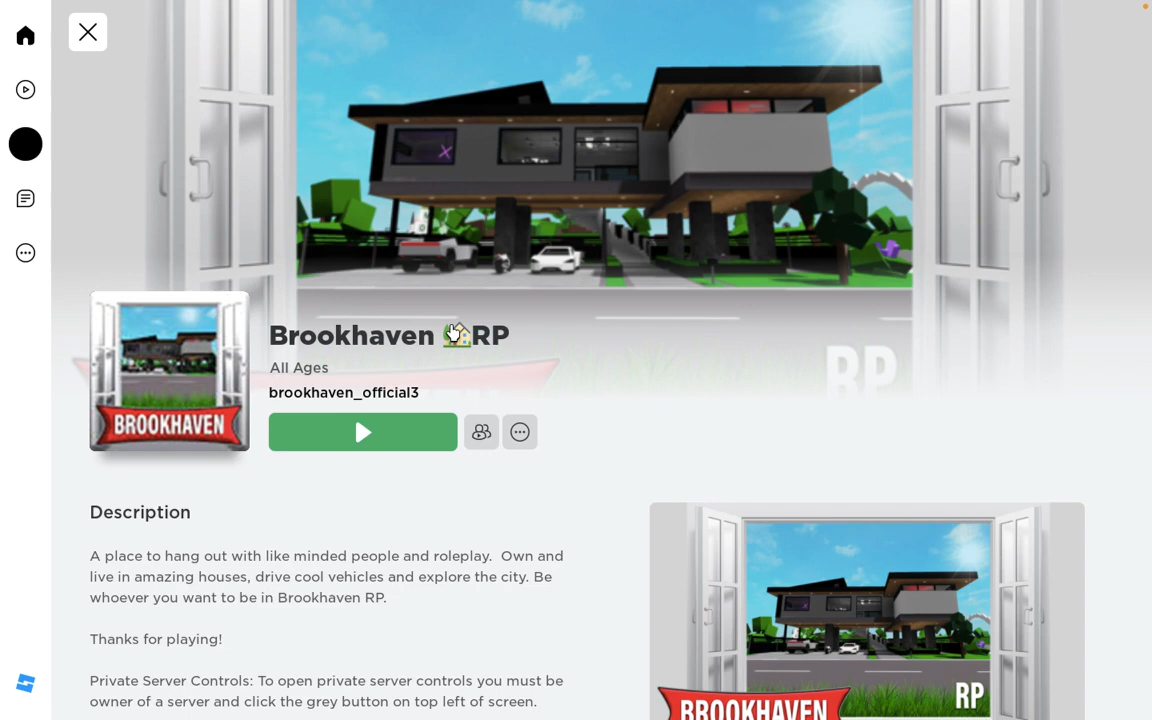 Brookhaven 🏡RP
All Ages
brookhaven_official3
BROOKHAVEN
RP
Description
A place to hang out with like minded people and roleplay.  Own and
live in amazing houses, drive cool vehicles and explore the city. Be
whoever you want to be in Brookhaven RP.
Thanks for playing!
Private Server Controls: To open private server controls you must be
owner of a server and click the grey button on top left of screen.
RP
BROOKHAVEN